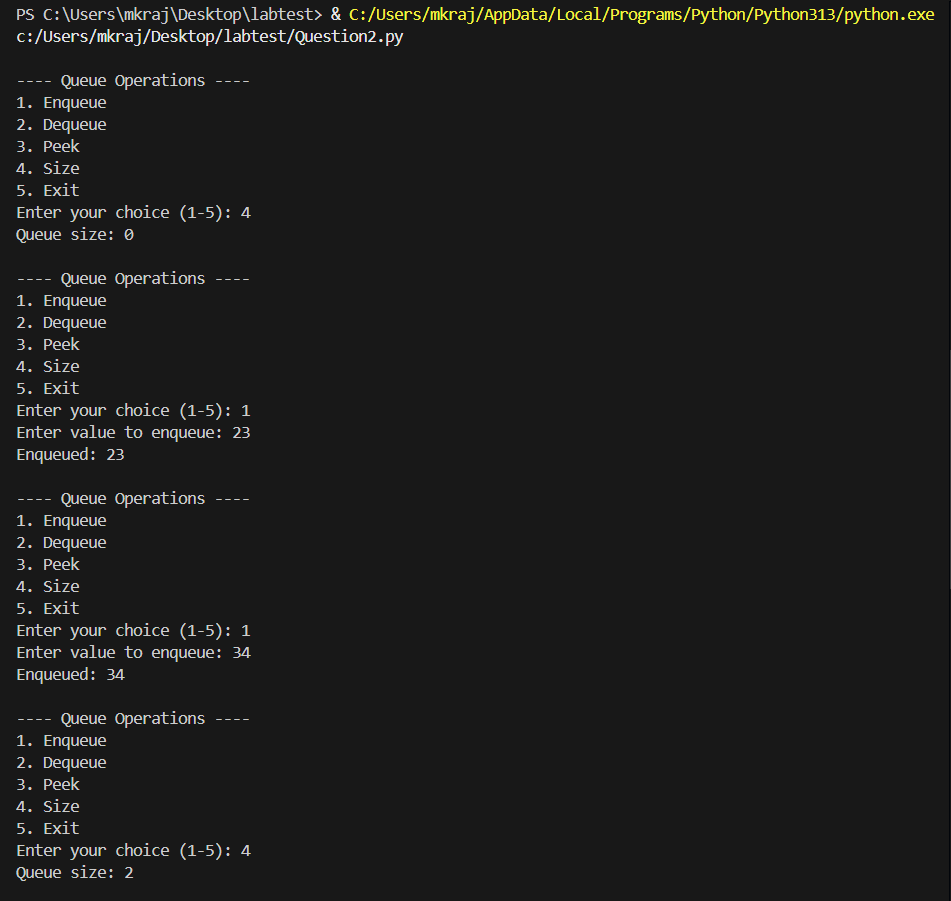 PS C:\Users\mkraj\Desktop\labtest> & C:/Users/mkraj/AppData/Local/Programs/Python/Python313/python.exe
c:/Users/mkraj/Desktop/labtest/Question2.py
---- Queue Operations ----
1. Enqueue
2. Dequeue
3. Peek
4. Size
5. Exit
Enter your choice (1-5): 4
Queue size: 0
---- Queue Operations ----
1. Enqueue
2. Dequeue
3. Peek
4. Size
5. Exit
Enter your choice (1-5): 1
Enter value to enqueue: 23
Enqueued: 23
---- Queue Operations ----
1. Enqueue
2. Dequeue
3. Peek
4. Size
5. Exit
Enter your choice (1-5): 1
Enter value to enqueue: 34
Enqueued: 34
---- Queue Operations ----
1. Enqueue
2. Dequeue
3. Peek
4. Size
5. Exit
Enter your choice (1-5): 4
Queue size: 2